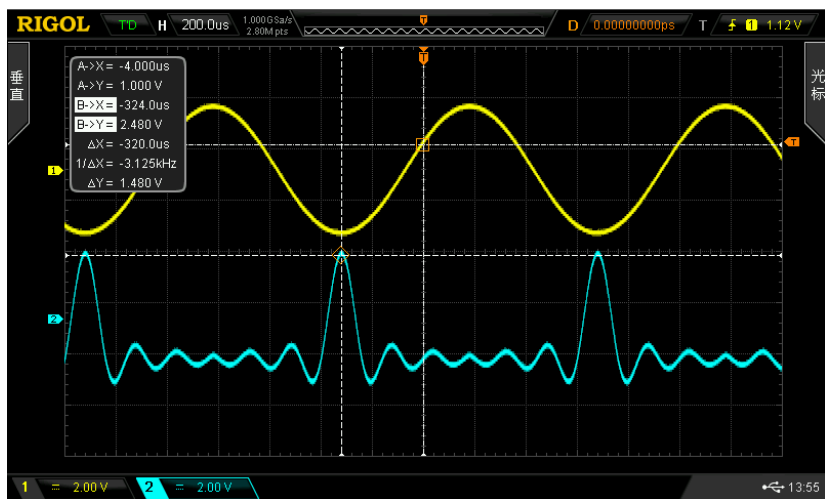 RIGOL T'D H 200.0us 1.000GSa/s 2.80M pts T D 0.00000000ps T 1 1.12 V
垂直
光标
A->X= -4.000us
A->Y= 1.000 V
B->X= -324.0us
B->Y= 2.480 V
ΔX= -320.0us
1/ΔX= -3.125kHz
ΔY= 1.480 V
T
T
1
2
1 = 2.00 V 2 = 2.00 V 13:55